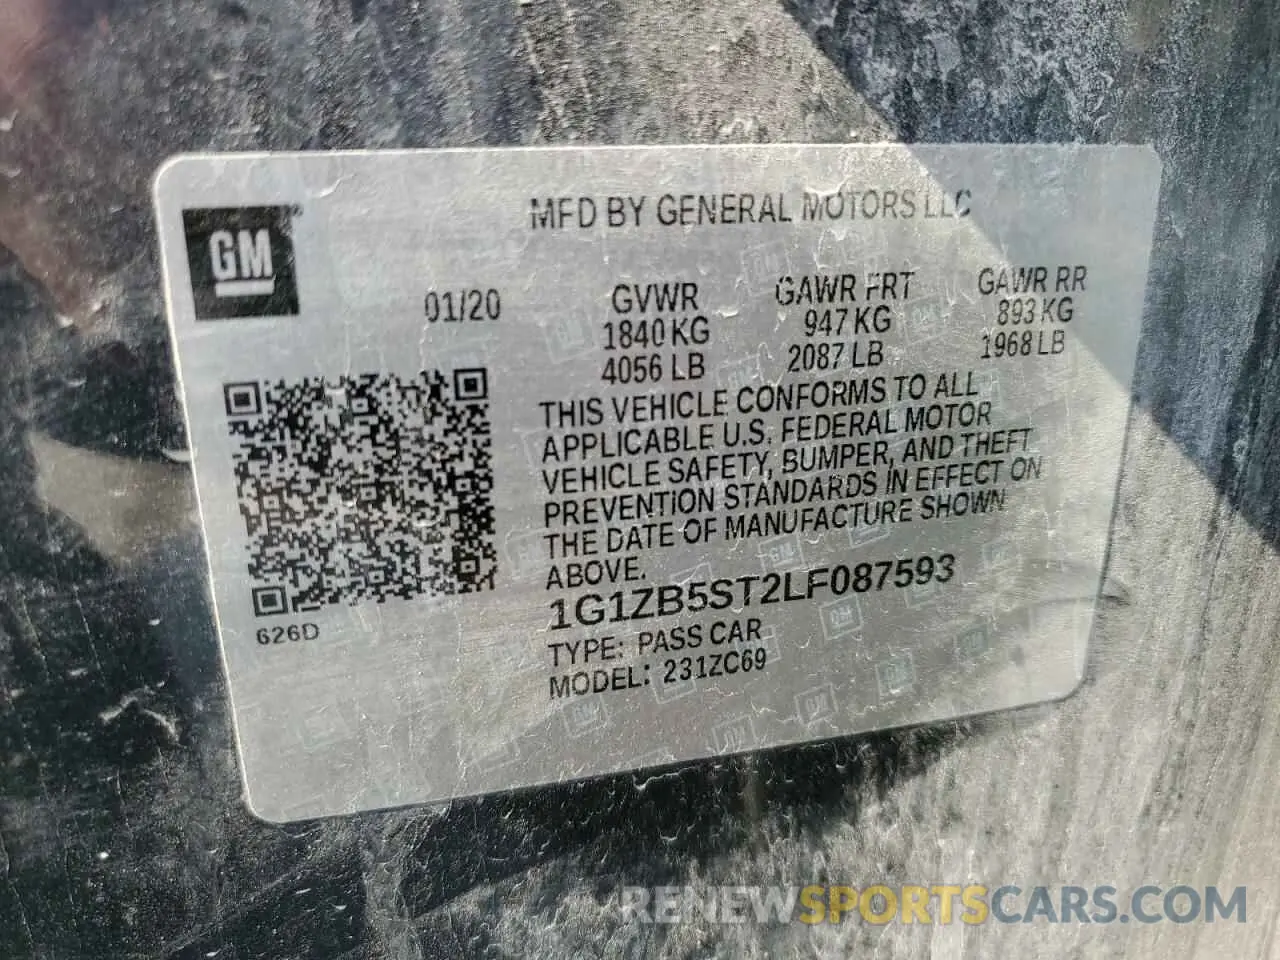 MFD BY GENERAL MOTORS LLC
GM
01/20
GVWR GAWR FRT GAWR RR
1840 KG 947 KG 893 KG
4056 LB 2087 LB 1968 LB
THIS VEHICLE CONFORMS TO ALL
APPLICABLE U.S. FEDERAL MOTOR
VEHICLE SAFETY, BUMPER, AND THEFT
PREVENTION STANDARDS IN EFFECT ON
THE DATE OF MANUFACTURE SHOWN
ABOVE.
1G1ZB5ST2LF087593
626D
TYPE: PASS CAR
MODEL: 231ZC69
RENEWSPORTSCARS.COM